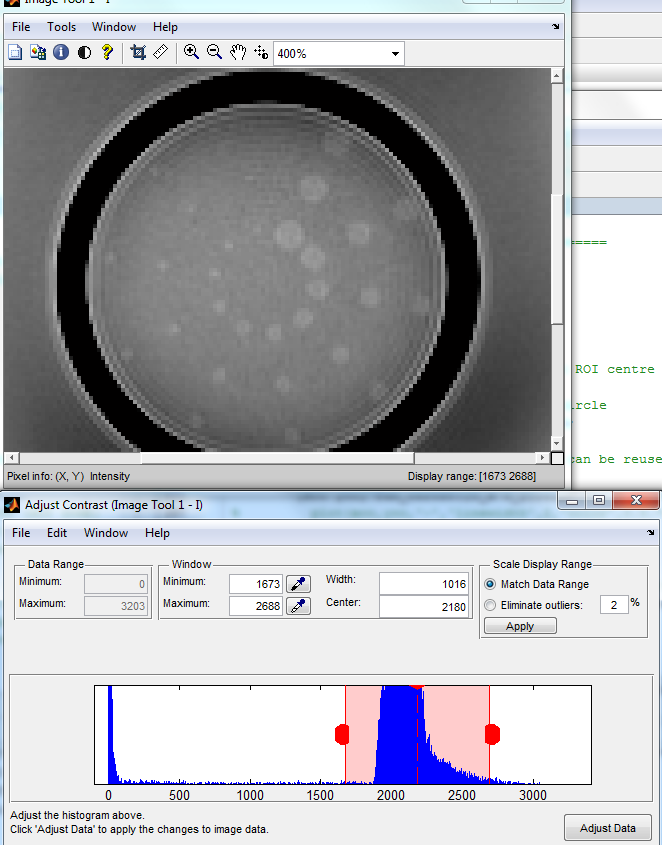 Image Tool 1 - I
File Tools Window Help
400%
=====
ROI centre
ircle
can be reuse
Pixel info: (X, Y) Intensity
Display range: [1673 2688]
Adjust Contrast (Image Tool 1 - I)
File Edit Window Help
Data Range
Minimum: 0
Maximum: 3203
Window
Minimum: 1673
Maximum: 2688
Width: 1016
Center: 2180
Scale Display Range
Match Data Range
Eliminate outliers: 2 %
Apply
0 500 1000 1500 2000 2500 3000
Adjust the histogram above.
Click 'Adjust Data' to apply the changes to image data.
Adjust Data